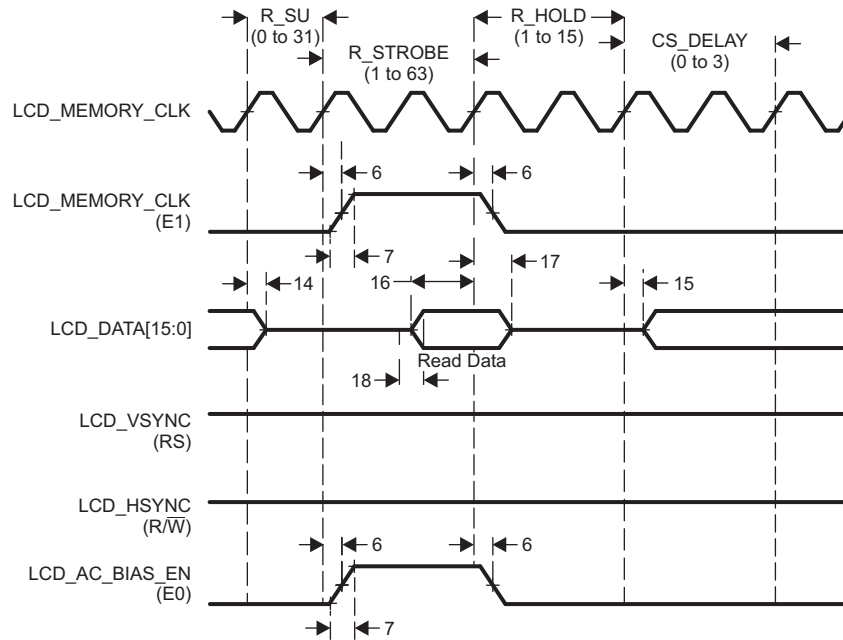 R_SU
(0 to 31)
R_STROBE
(1 to 63)
R_HOLD
(1 to 15)
CS_DELAY
(0 to 3)
LCD_MEMORY_CLK
6
6
LCD_MEMORY_CLK
(E1)
7
17
14
16
15
LCD_DATA[15:0]
Read Data
18
LCD_VSYNC
(RS)
LCD_HSYNC
(R/W̅)
6
6
LCD_AC_BIAS_EN
(E0)
7